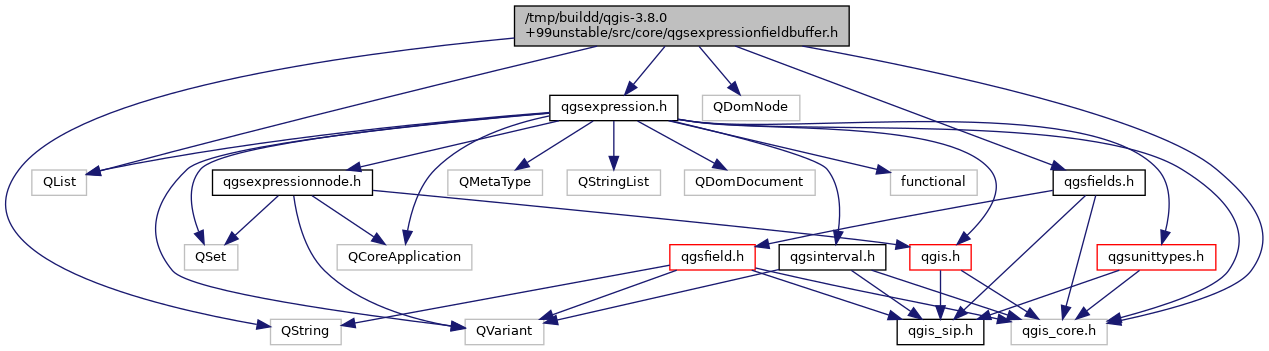 /tmp/buildd/qgis-3.8.0
+99unstable/src/core/qgsexpressionfieldbuffer.h
qgsexpression.h
QDomNode
QList
qgsexpressionnode.h
QMetaType
QStringList
QDomDocument
functional
qgsfields.h
QSet
QCoreApplication
qgsfield.h
qgsinterval.h
qgis.h
qgsunittypes.h
QString
QVariant
qgis_sip.h
qgis_core.h